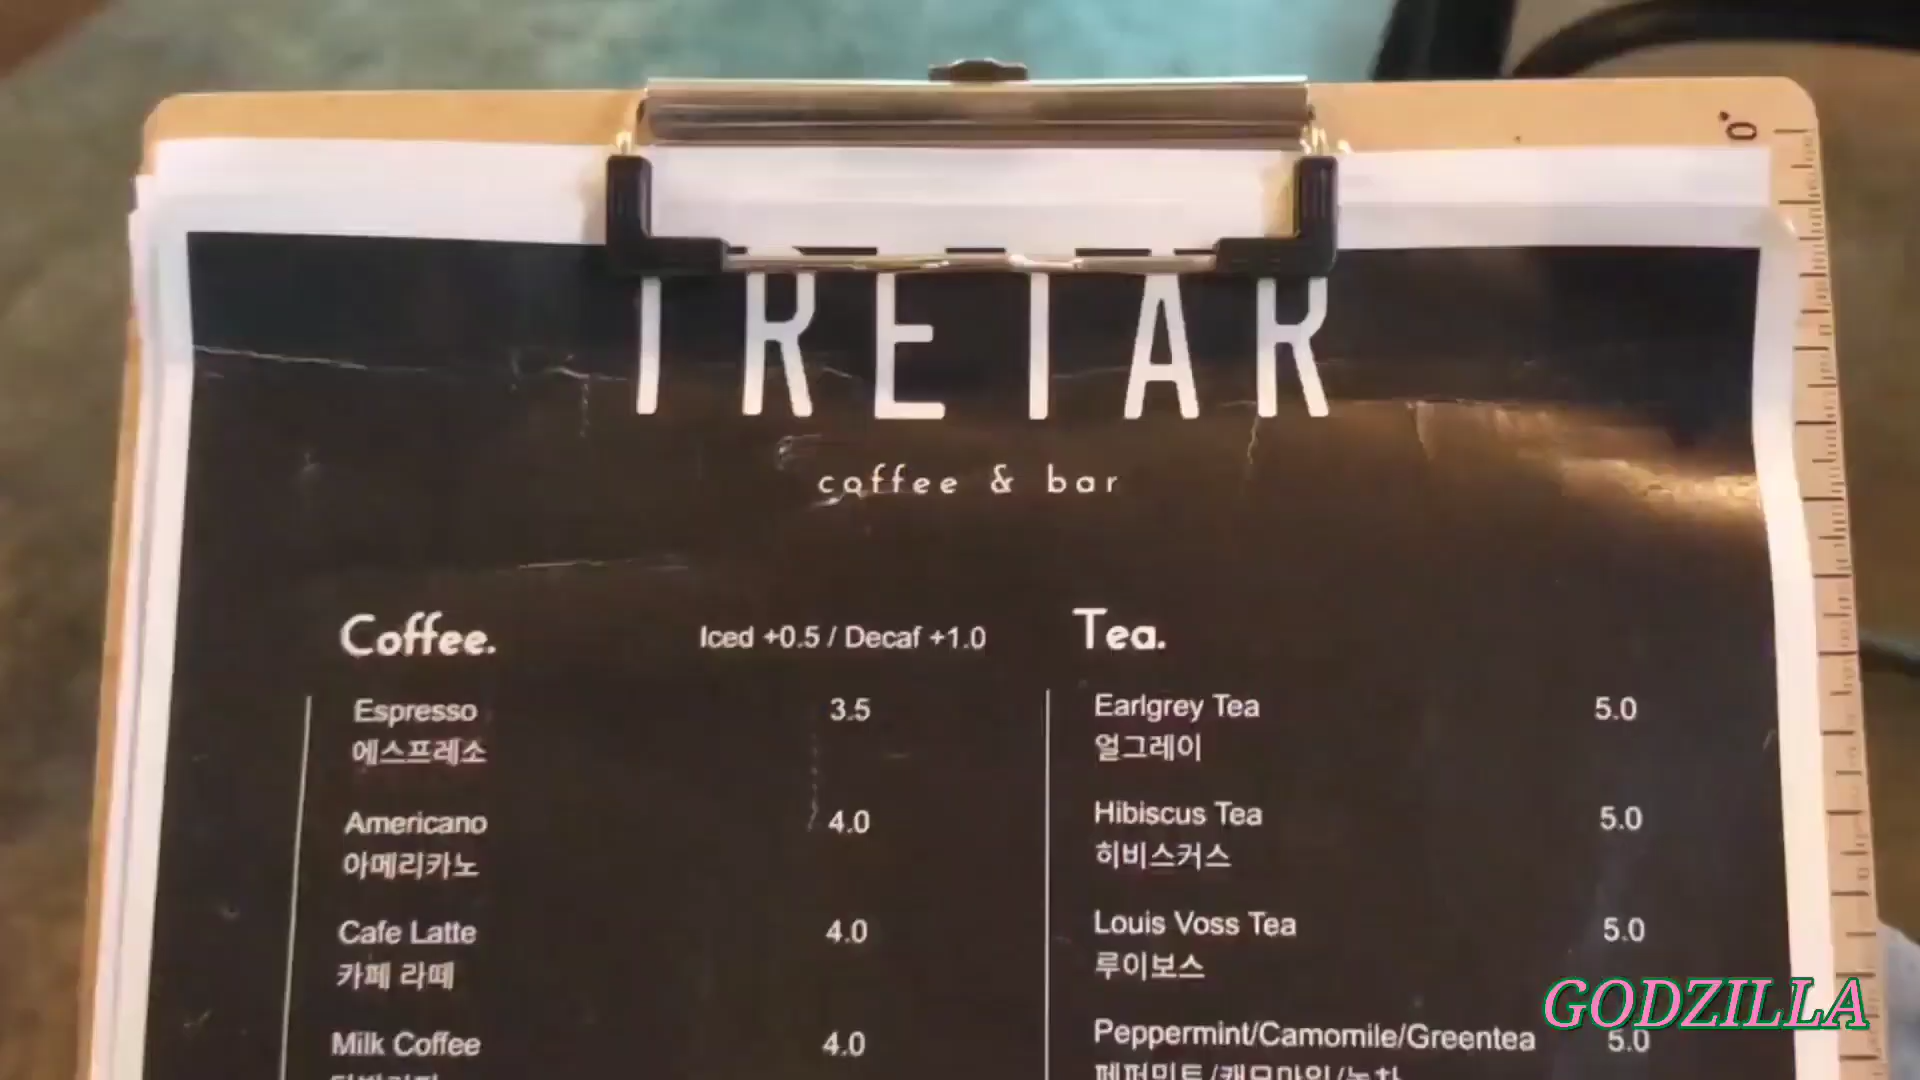 TRETAR
coffee & bar
Coffee.
Iced +0.5 / Decaf +1.0
Espresso 3.5
에스프레소
Americano 4.0
아메리카노
Cafe Latte 4.0
카페 라떼
Milk Coffee 4.0
Tea.
Earlgrey Tea 5.0
얼그레이
Hibiscus Tea 5.0
히비스커스
Louis Voss Tea 5.0
루이보스
Peppermint/Camomile/Greentea 5.0
페퍼민트/캐모마일/녹차
GODZILLA